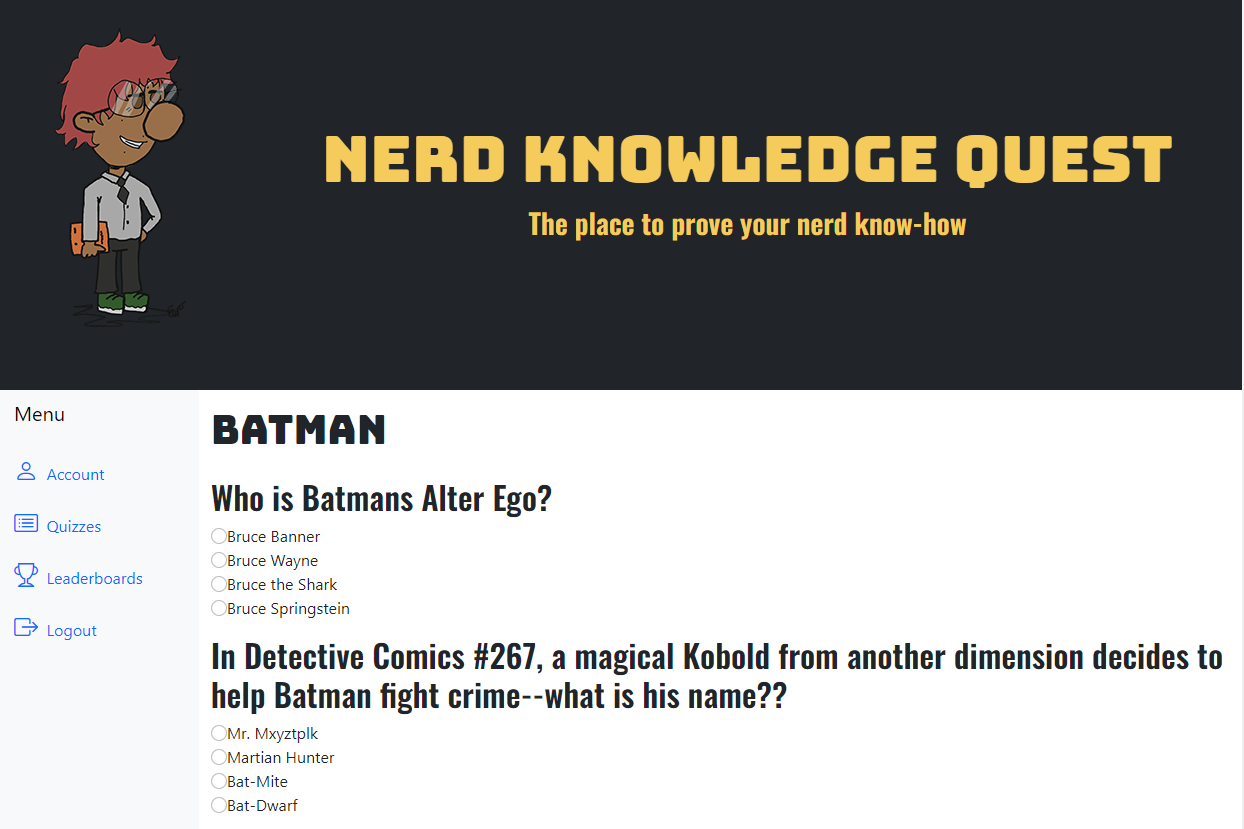 NERD KNOWLEDGE QUEST
The place to prove your nerd know-how
Menu
Account
Quizzes
Leaderboards
Logout
BATMAN
Who is Batmans Alter Ego?
Bruce Banner
Bruce Wayne
Bruce the Shark
Bruce Springstein
In Detective Comics #267, a magical Kobold from another dimension decides to
help Batman fight crime--what is his name??
Mr. Mxyztplk
Martian Hunter
Bat-Mite
Bat-Dwarf